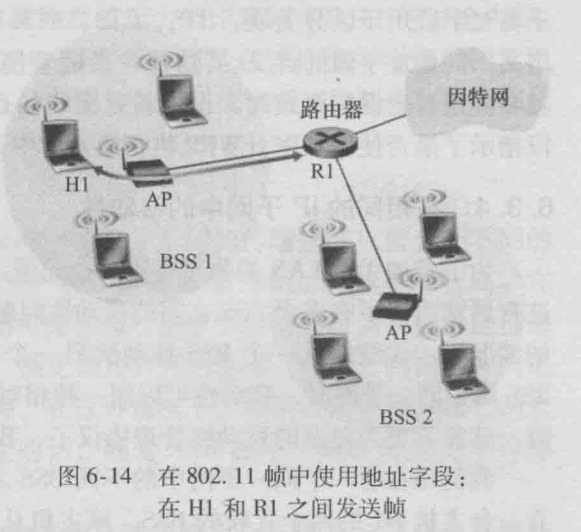 因特网
路由器
R1
H1
AP
BSS 1
AP
BSS 2
图 6-14 在 802.11 帧中使用地址字段:
在 H1 和 R1 之间发送帧